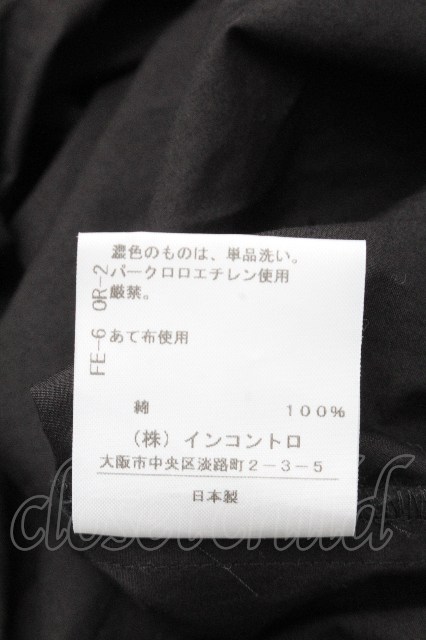 濃色のものは、単品洗い。
パークロロエチレン使用
厳禁。
あて布使用
FE-6 OR-2
綿 100%
(株)インコントロ
大阪市中央区淡路町2-3-5
日本製
closet child